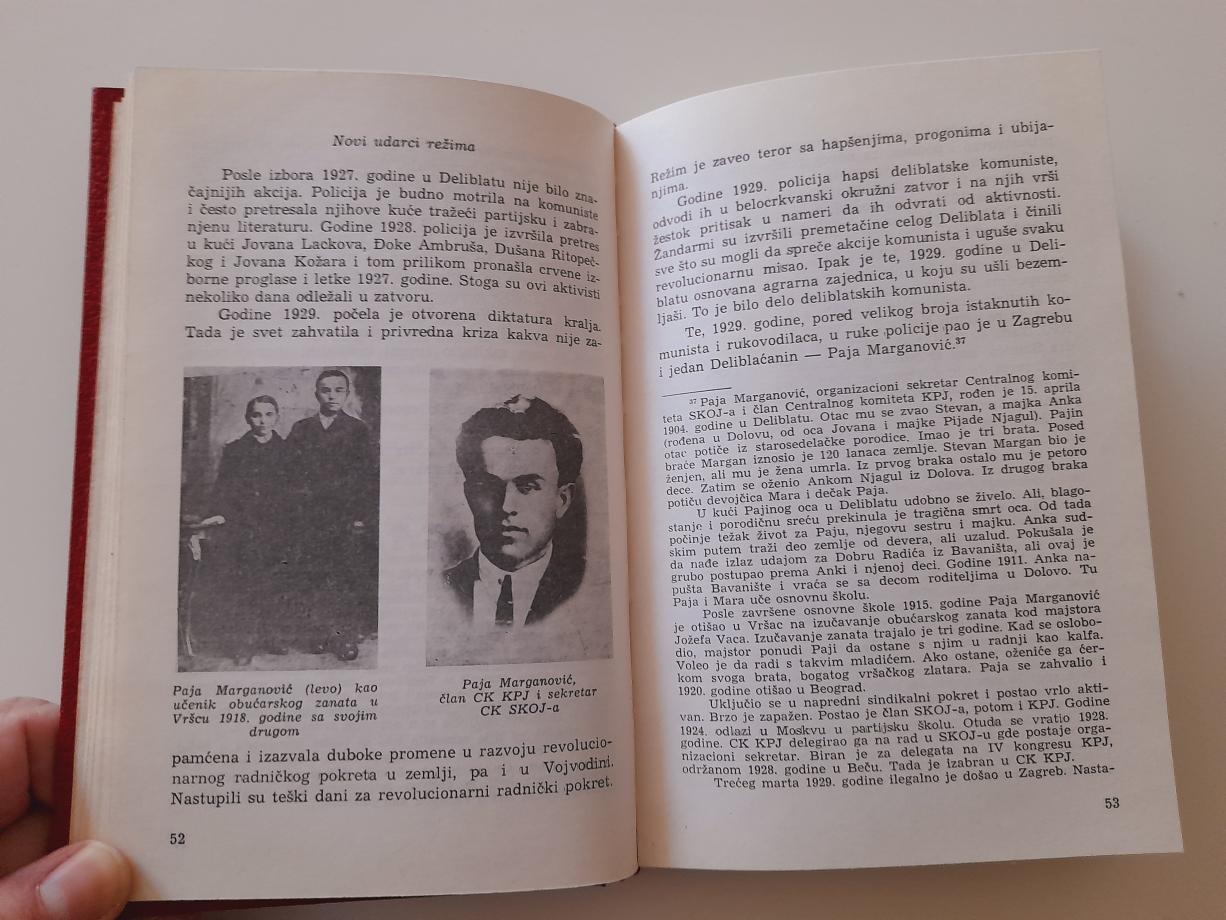 Novi udarci režima
Posle izbora 1927. godine u Deliblatu nije bilo zna-
čajnijih akcija. Policija je budno motrila na komuniste
i često pretresala njihove kuće tražeći partijsku i zabra-
njenu literaturu. Godine 1928. policija je izvršila pretres
u kući Jovana Lackova, Đoke Ambruša, Dušana Ritopeč-
kog i Jovana Kožara i tom prilikom pronašla crvene iz-
borne proglase i letke 1927. godine. Stoga su ovi aktivisti
nekoliko dana odležali u zatvoru.
Godine 1929. počela je otvorena diktatura kralja.
Tada je svet zahvatila i privredna kriza kakva nije za-
Paja Marganović (levo) kao
učenik obućarskog zanata u
Vršcu 1918. godine sa svojim
drugom
Paja Marganović,
član CK KPJ i sekretar
CK SKOJ-a
pamćena i izazvala duboke promene u razvoju revolucio-
narnog radničkog pokreta u zemlji, pa i u Vojvodini.
Nastupili su teški dani za revolucionarni radnički pokret.
52
Režim je zaveo teror sa hapšenjima, progonima i ubija-
njima.
Godine 1929. policija hapsi deliblatske komuniste,
odvodi ih u belocrkvanski okružni zatvor i na njih vrši
žestok pritisak u nameri da ih odvrati od aktivnosti.
Žandarmi su izvršili premetačine celog Deliblata i činili
sve što su mogli da spreče akcije komunista i uguše svaku
revolucionarnu misao. Ipak je te, 1929. godine u Deli-
blatu osnovana agrarna zajednica, u koju su ušli bezem-
ljaši. To je bilo delo deliblatskih komunista.
Te, 1929. godine, pored velikog broja istaknutih ko-
munista i rukovodilaca, u ruke policije pao je u Zagrebu
i jedan Deliblaćanin — Paja Marganović.³⁷
³⁷ Paja Marganović, organizacioni sekretar Centralnog komi-
teta SKOJ-a i član Centralnog komiteta KPJ, rođen je 15. aprila
1904. godine u Deliblatu. Otac mu se zvao Stevan, a majka Anka
(rođena u Dolovu, od oca Jovana i majke Pijade Njagul). Pajin
otac potiče iz starosedelačke porodice. Imao je tri brata. Posed
braće Margan iznosio je 120 lanaca zemlje. Stevan Margan bio je
ženjen, ali mu je žena umrla. Iz prvog braka ostalo mu je petoro
dece. Zatim se oženio Ankom Njagul iz Dolova. Iz drugog braka
potiču devojčica Mara i dečak Paja.
U kući Pajinog oca u Deliblatu udobno se živelo. Ali, blago-
stanje i porodičnu sreću prekinula je tragična smrt oca. Od tada
počinje težak život za Paju, njegovu sestru i majku. Anka sud-
skim putem traži deo zemlje od devera, ali uzalud. Pokušala je
da nađe izlaz udajom za Dobru Radića iz Bavaništa, ali ovaj je
grubo postupao prema Anki i njenoj deci. Godine 1911. Anka na-
pušta Bavanište i vraća se sa decom roditeljima u Dolovo. Tu
Paja i Mara uče osnovnu školu.
Posle završene osnovne škole 1915. godine Paja Marganović
je otišao u Vršac na izučavanje obućarskog zanata kod majstora
Jožefa Vaca. Izučavanje zanata trajalo je tri godine. Kad se oslobo-
dio, majstor ponudi Paji da ostane s njim u radnji kao kalfa.
Voleo je da radi s takvim mladićem. Ako ostane, oženiće ga ćer-
kom svoga brata, bogatog vršačkog zlatara. Paja se zahvalio i
1920. godine otišao u Beograd.
Uključio se u napredni sindikalni pokret i postao vrlo akti-
van. Brzo je zapažen. Postao je član SKOJ-a, potom i KPJ. Godine
1924. odlazi u Moskvu u partijsku školu. Otuda se vratio 1928.
godine. CK KPJ delegirao ga na rad u SKOJ-u gde postaje orga-
nizacioni sekretar. Biran je za delegata na IV kongresu KPJ,
održanom 1928. godine u Beču. Tada je izabran u CK KPJ.
Trećeg marta 1929. godine ilegalno je došao u Zagreb. Nasta-
53